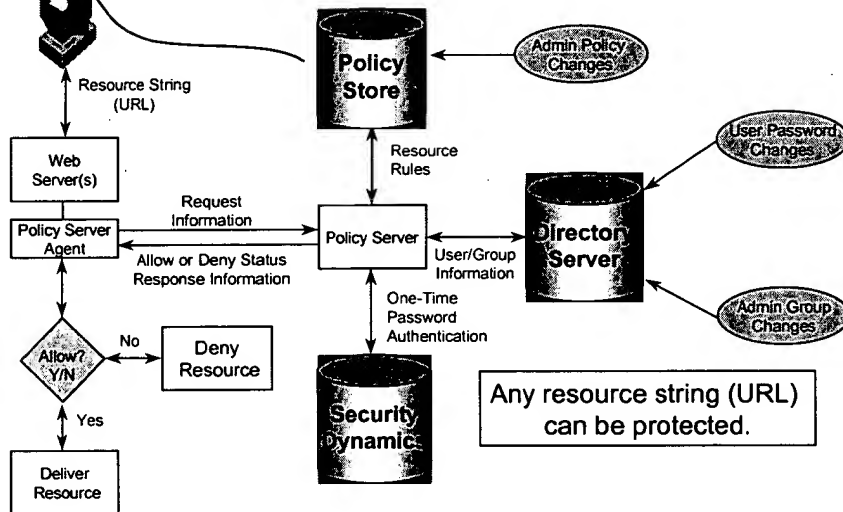 Policy
Store
Admin Policy
Changes
Resource String
(URL)
User Password
Changes
Web
Server(s)
Resource
Rules
Request
Information
Policy Server
Agent
Policy Server
Directory
Server
Allow or Deny Status
Response Information
User/Group
Information
One-Time
Password
Authentication
Admin Group
Changes
Allow?
Y/N
No
Deny
Resource
Yes
Security
Dynamics
Any resource string (URL)
can be protected.
Deliver
Resource